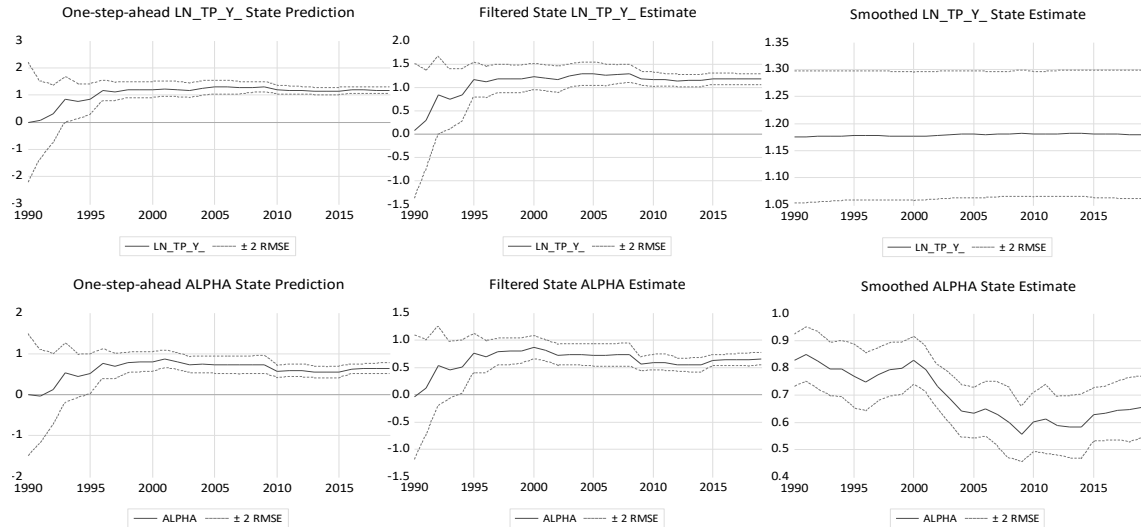 One-step-ahead LN_TP_Y_ State Prediction
3
2
1
0
-1
-2
-3
1990 1995 2000 2005 2010 2015
LN_TP_Y_ ± 2 RMSE
Filtered State LN_TP_Y_ Estimate
2.0
1.5
1.0
0.5
0.0
-0.5
-1.0
-1.5
1990 1995 2000 2005 2010 2015
LN_TP_Y_ ± 2 RMSE
Smoothed LN_TP_Y_ State Estimate
1.35
1.30
1.25
1.20
1.15
1.10
1.05
1990 1995 2000 2005 2010 2015
LN_TP_Y_ ± 2 RMSE
One-step-ahead ALPHA State Prediction
2
1
0
-1
2
1990 1995 2000 2005 2010 2015
ALPHA ± 2 RMSE
Filtered State ALPHA Estimate
1.5
1.0
0.5
0.0
-0.5
-1.0
-1.5
1990 1995 2000 2005 2010 2015
ALPHA ± 2 RMSE
Smoothed ALPHA State Estimate
1.0
0.9
0.8
0.7
0.6
0.5
0.4
1990 1995 2000 2005 2010 2015
ALPHA ± 2 RMSE